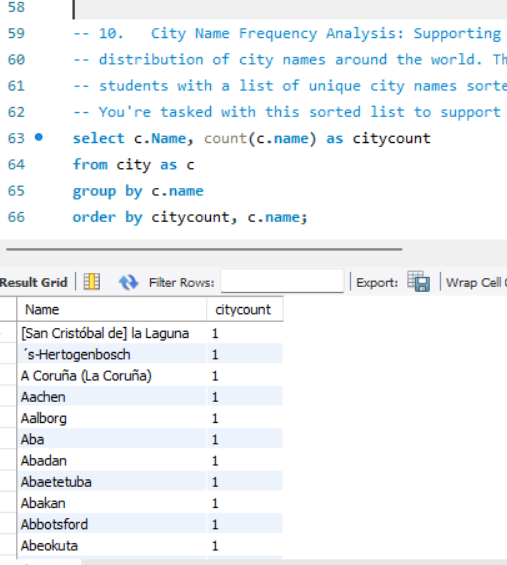 58
59 -- 10. City Name Frequency Analysis: Supporting
60 -- distribution of city names around the world.
61 -- students with a list of unique city names
62 -- You're tasked with this sorted list to support
63 select c.Name, count(c.name) as citycount
64 from city as c
65 group by c.name
66 order by citycount, c.name;
Result Grid Filter Rows: Export: Wrap Cell
Name citycount
[San Cristóbal de] la Laguna 1
´s-Hertogenbosch 1
A Coruña (La Coruña) 1
Aachen 1
Aalborg 1
Aba 1
Abadan 1
Abaetetuba 1
Abakan 1
Abbotsford 1
Abeokuta 1